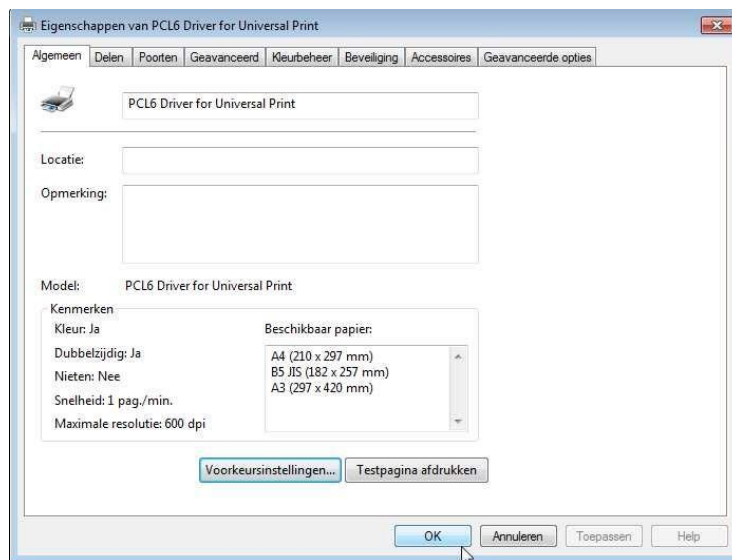 Eigenschappen van PCL6 Driver for Universal Print
Algemeen Delen Poorten Geavanceerd Kleurbeheer Beveiliging Accessoires Geavanceerde opties
PCL6 Driver for Universal Print
Locatie:
Opmerking:
Model: PCL6 Driver for Universal Print
Kenmerken
Kleur: Ja
Dubbelzijdig: Ja
Nieten: Nee
Snelheid: 1 pag./min.
Maximale resolutie: 600 dpi
Beschikbaar papier:
A4 (210 x 297 mm)
B5 JIS (182 x 257 mm)
A3 (297 x 420 mm)
Voorkeursinstellingen... Testpagina afdrukken
OK Annuleren Toepassen Help